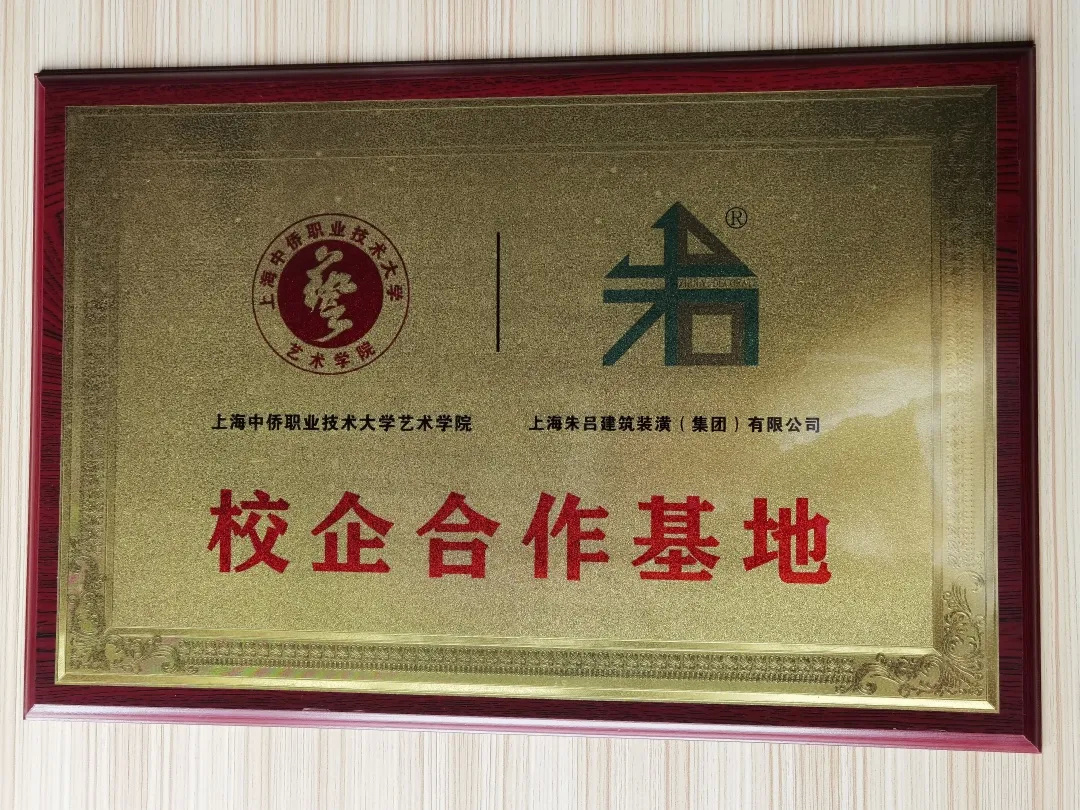 上海中侨职业技术大学
藝
艺术学院
朱
®
上海中侨职业技术大学艺术学院
上海朱吕建筑装潢(集团)有限公司
校企合作基地